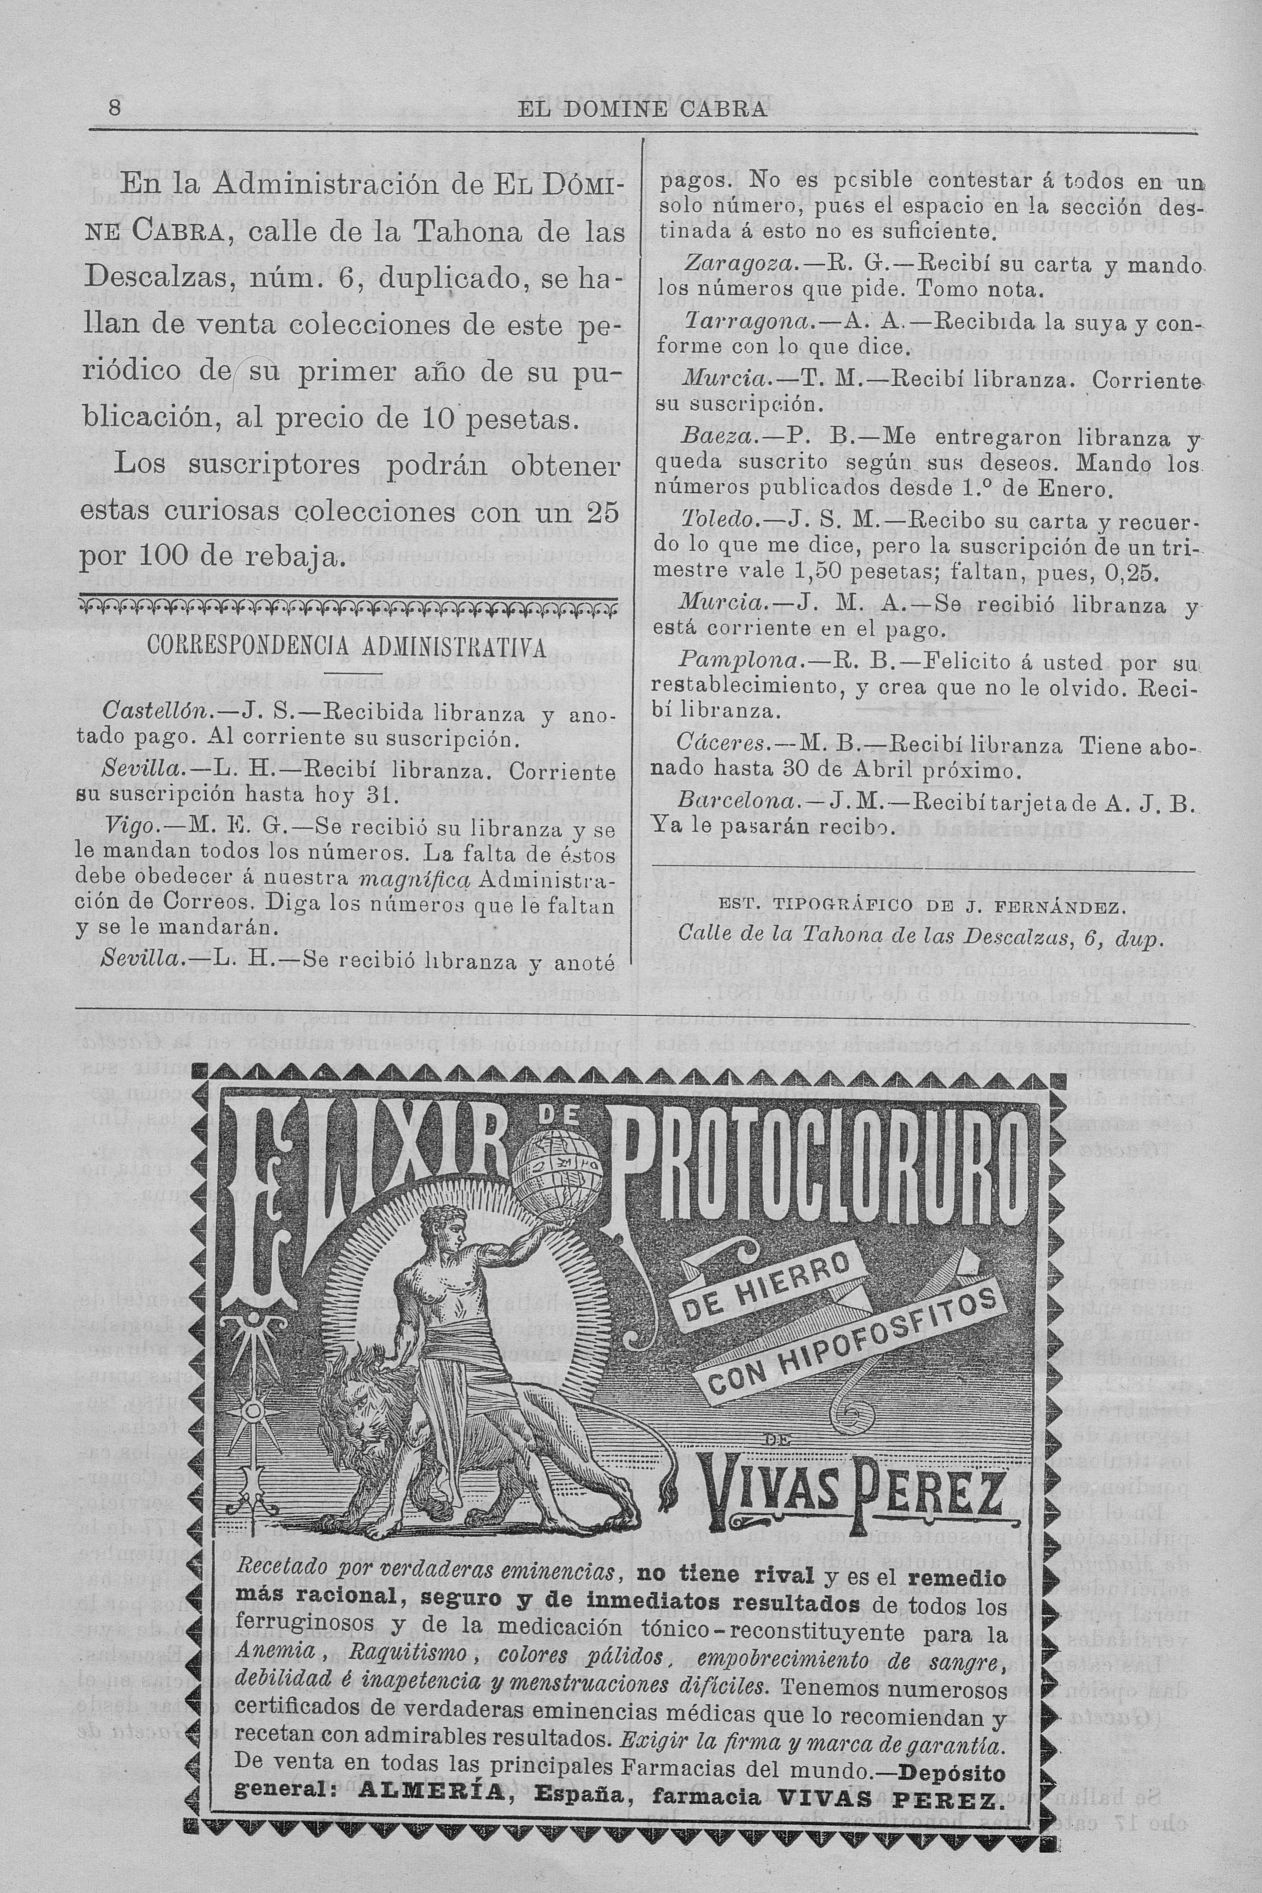 8
EL DOMINE CABRA
En la Administración de EL DÓMI-
NE CABRA, calle de la Tahona de las
Descalzas, núm. 6, duplicado, se ha-
llan de venta colecciones de este pe-
riódico de su primer año de su pu-
blicación, al precio de 10 pesetas.
Los suscriptores podrán obtener
estas curiosas colecciones con un 25
por 100 de rebaja.
CORRESPONDENCIA ADMINISTRATIVA
Castellón.—J. S.—Recibida libranza y ano-
tado pago. Al corriente su suscripción.
Sevilla.—L. H.—Recibí libranza. Corriente
su suscripción hasta hoy 31.
Vigo.—M. E. G.—Se recibió su libranza y se
le mandan todos los números. La falta de éstos
debe obedecer á nuestra magnífica Administra-
ción de Correos. Diga los números que le faltan
y se le mandarán.
Sevilla.—L. H.—Se recibió libranza y anoté
pagos. No es posible contestar á todos en un
solo número, pues el espacio en la sección des-
tinada á esto no es suficiente.
Zaragoza.—R. G.—Recibí su carta y mando
los números que pide. Tomo nota.
Tarragona.—A. A.—Recibida la suya y con-
forme con lo que dice.
Murcia.—T. M.—Recibí libranza. Corriente
su suscripción.
Baeza.—P. B.—Me entregaron libranza y
queda suscrito según sus deseos. Mando los
números publicados desde 1.º de Enero.
Toledo.—J. S. M.—Recibo su carta y recuer-
do lo que me dice, pero la suscripción de un tri-
mestre vale 1,50 pesetas; faltan, pues, 0,25.
Murcia.—J. M. A.—Se recibió libranza y
está corriente en el pago.
Pamplona.—R. B.—Felicito á usted por su
restablecimiento, y crea que no le olvido. Reci-
bí libranza.
Cáceres.—M. B.—Recibí libranza Tiene abo-
nado hasta 30 de Abril próximo.
Barcelona.—J. M.—Recibí tarjeta de A. J. B.
Ya le pasarán recibo.
EST. TIPOGRÁFICO DE J. FERNÁNDEZ.
Calle de la Tahona de las Descalzas, 6, dup.
ELIXIR DE PROTOCLORURO
DE HIERRO
CON HIPOFOSFITOS
DE
VIVAS PEREZ
Recetado por verdaderas eminencias, no tiene rival y es el remedio
más racional, seguro y de inmediatos resultados de todos los
ferruginosos y de la medicación tónico-reconstituyente para la
Anemia, Raquitismo, colores pálidos, empobrecimiento de sangre,
debilidad é inapetencia y menstruaciones difíciles. Tenemos numerosos
certificados de verdaderas eminencias médicas que lo recomiendan y
recetan con admirables resultados. Exigir la firma y marca de garantía.
De venta en todas las principales Farmacias del mundo.—Depósito
general: ALMERÍA, España, farmacia VIVAS PEREZ.